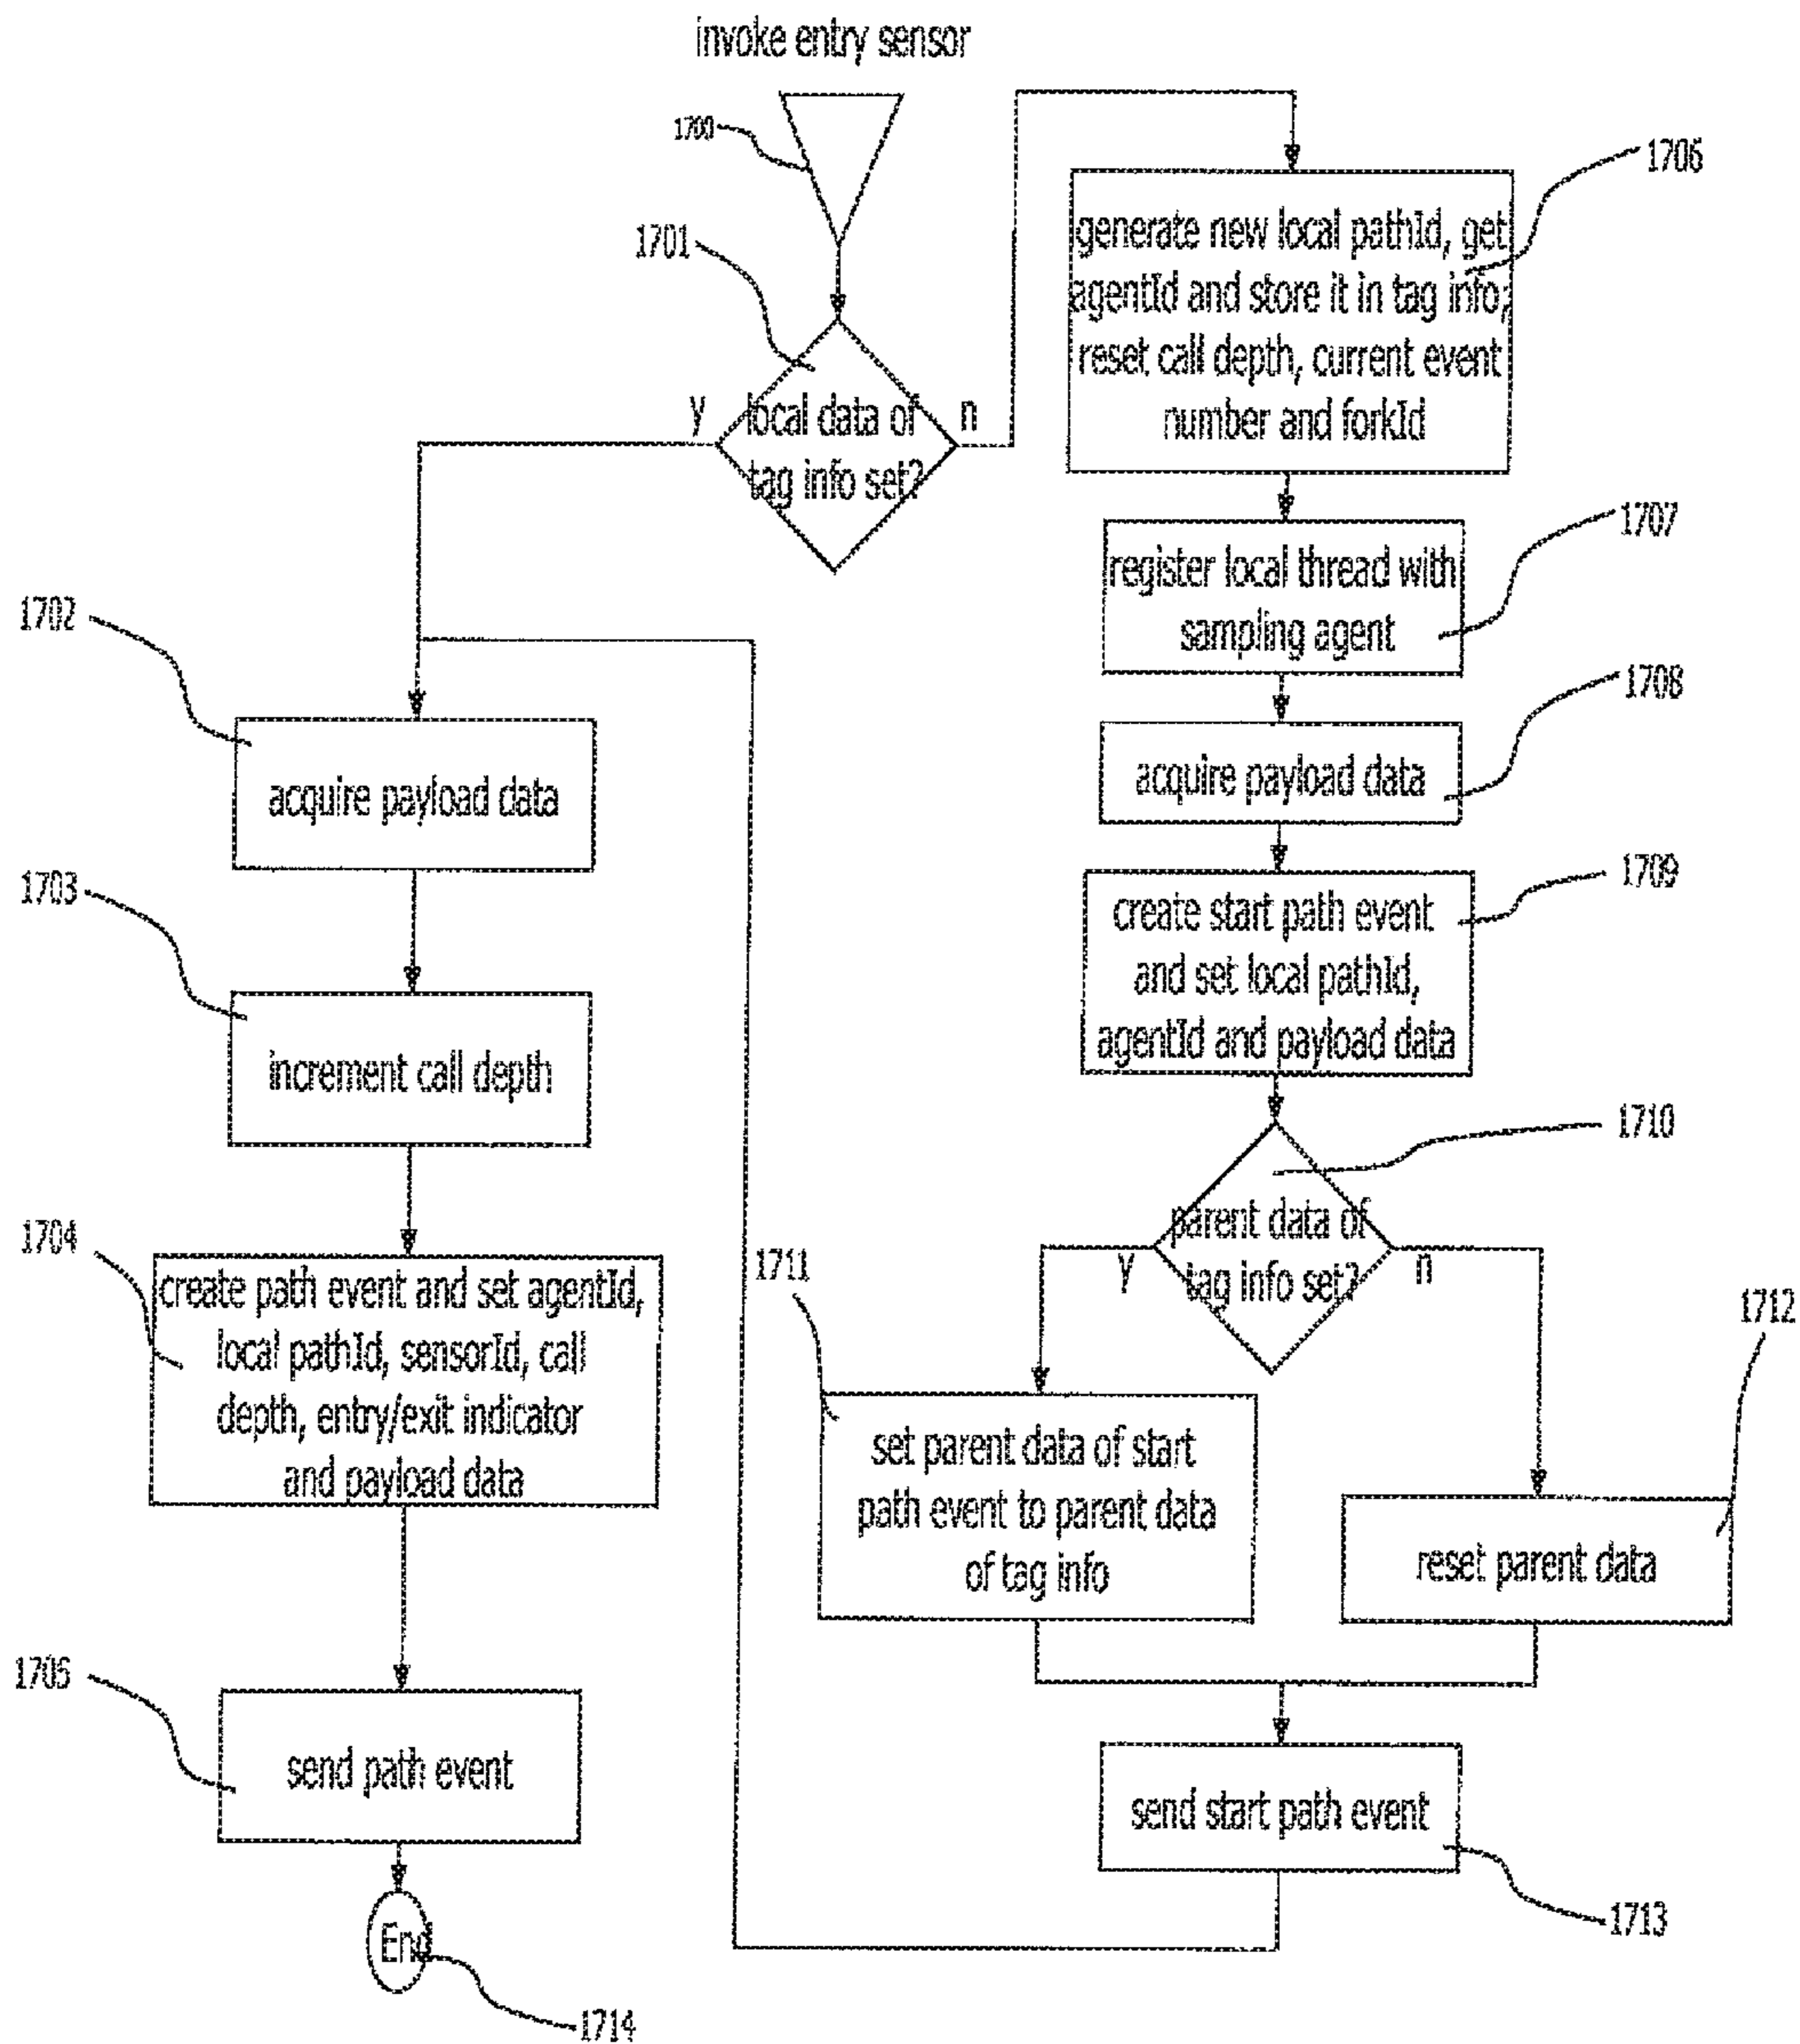 invoke entry sensor
1700
1701
y
local data of
tag info set?
n
1706
generate new local pathId, get
agentId and store it in tag info;
reset call depth, current event
number and forkId
1707
register local thread with
sampling agent
1708
acquire payload data
1709
create start path event
and set local pathId,
agentId and payload data
1710
parent data of
tag info set?
y
n
1711
set parent data of start
path event to parent data
of tag info
1712
reset parent data
send start path event
1713
1702
acquire payload data
1703
increment call depth
1704
create path event and set agentId,
local pathId, sensorId, call
depth, entry/exit indicator
and payload data
1705
send path event
End
1714